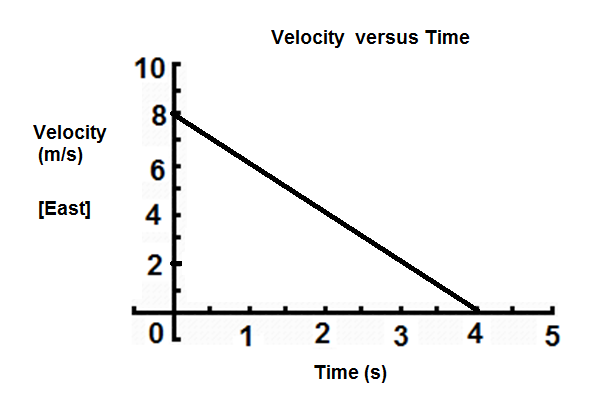 Velocity versus Time
10
8
Velocity
(m/s)
6
[East]
4
2
0 1 2 3 4 5
Time (s)